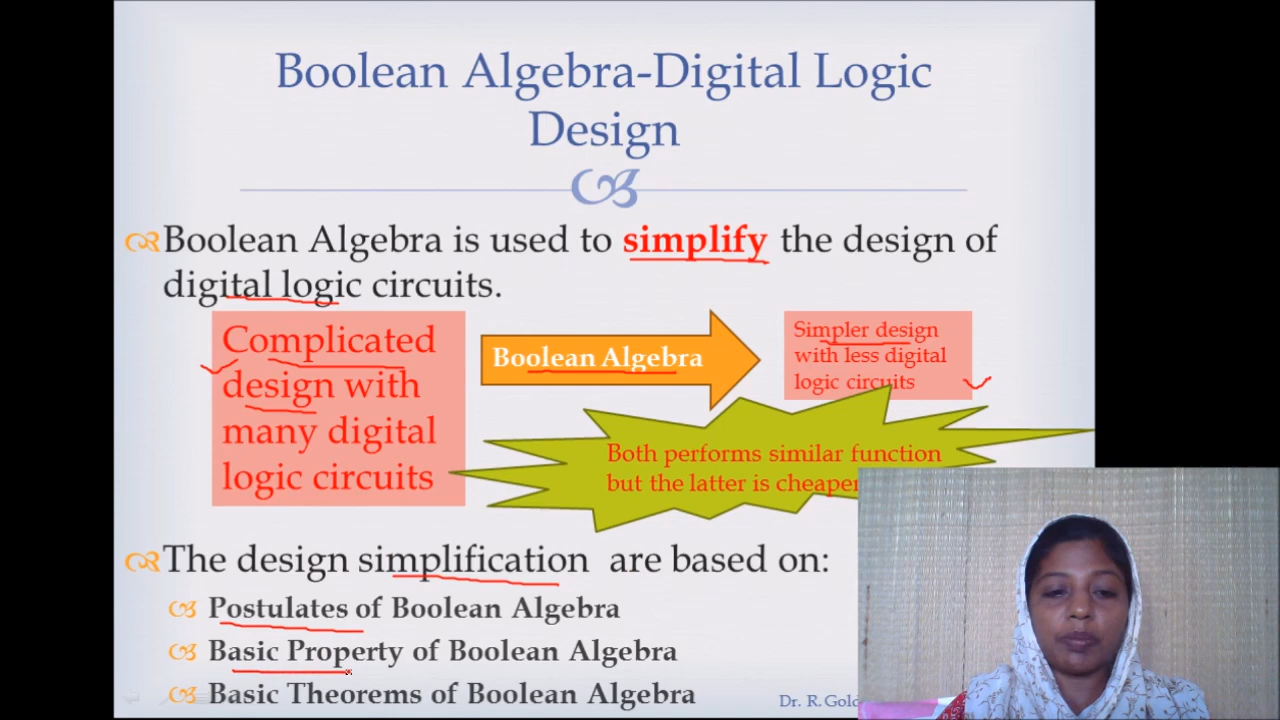 Boolean Algebra-Digital Logic
Design
Boolean Algebra is used to simplify the design of
digital logic circuits.
Complicated
design with
many digital
logic circuits
Boolean Algebra
Simpler design
with less digital
logic circuits
Both performs similar function
but the latter is cheaper
The design simplification are based on:
Postulates of Boolean Algebra
Basic Property of Boolean Algebra
Basic Theorems of Boolean Algebra
Dr. R.